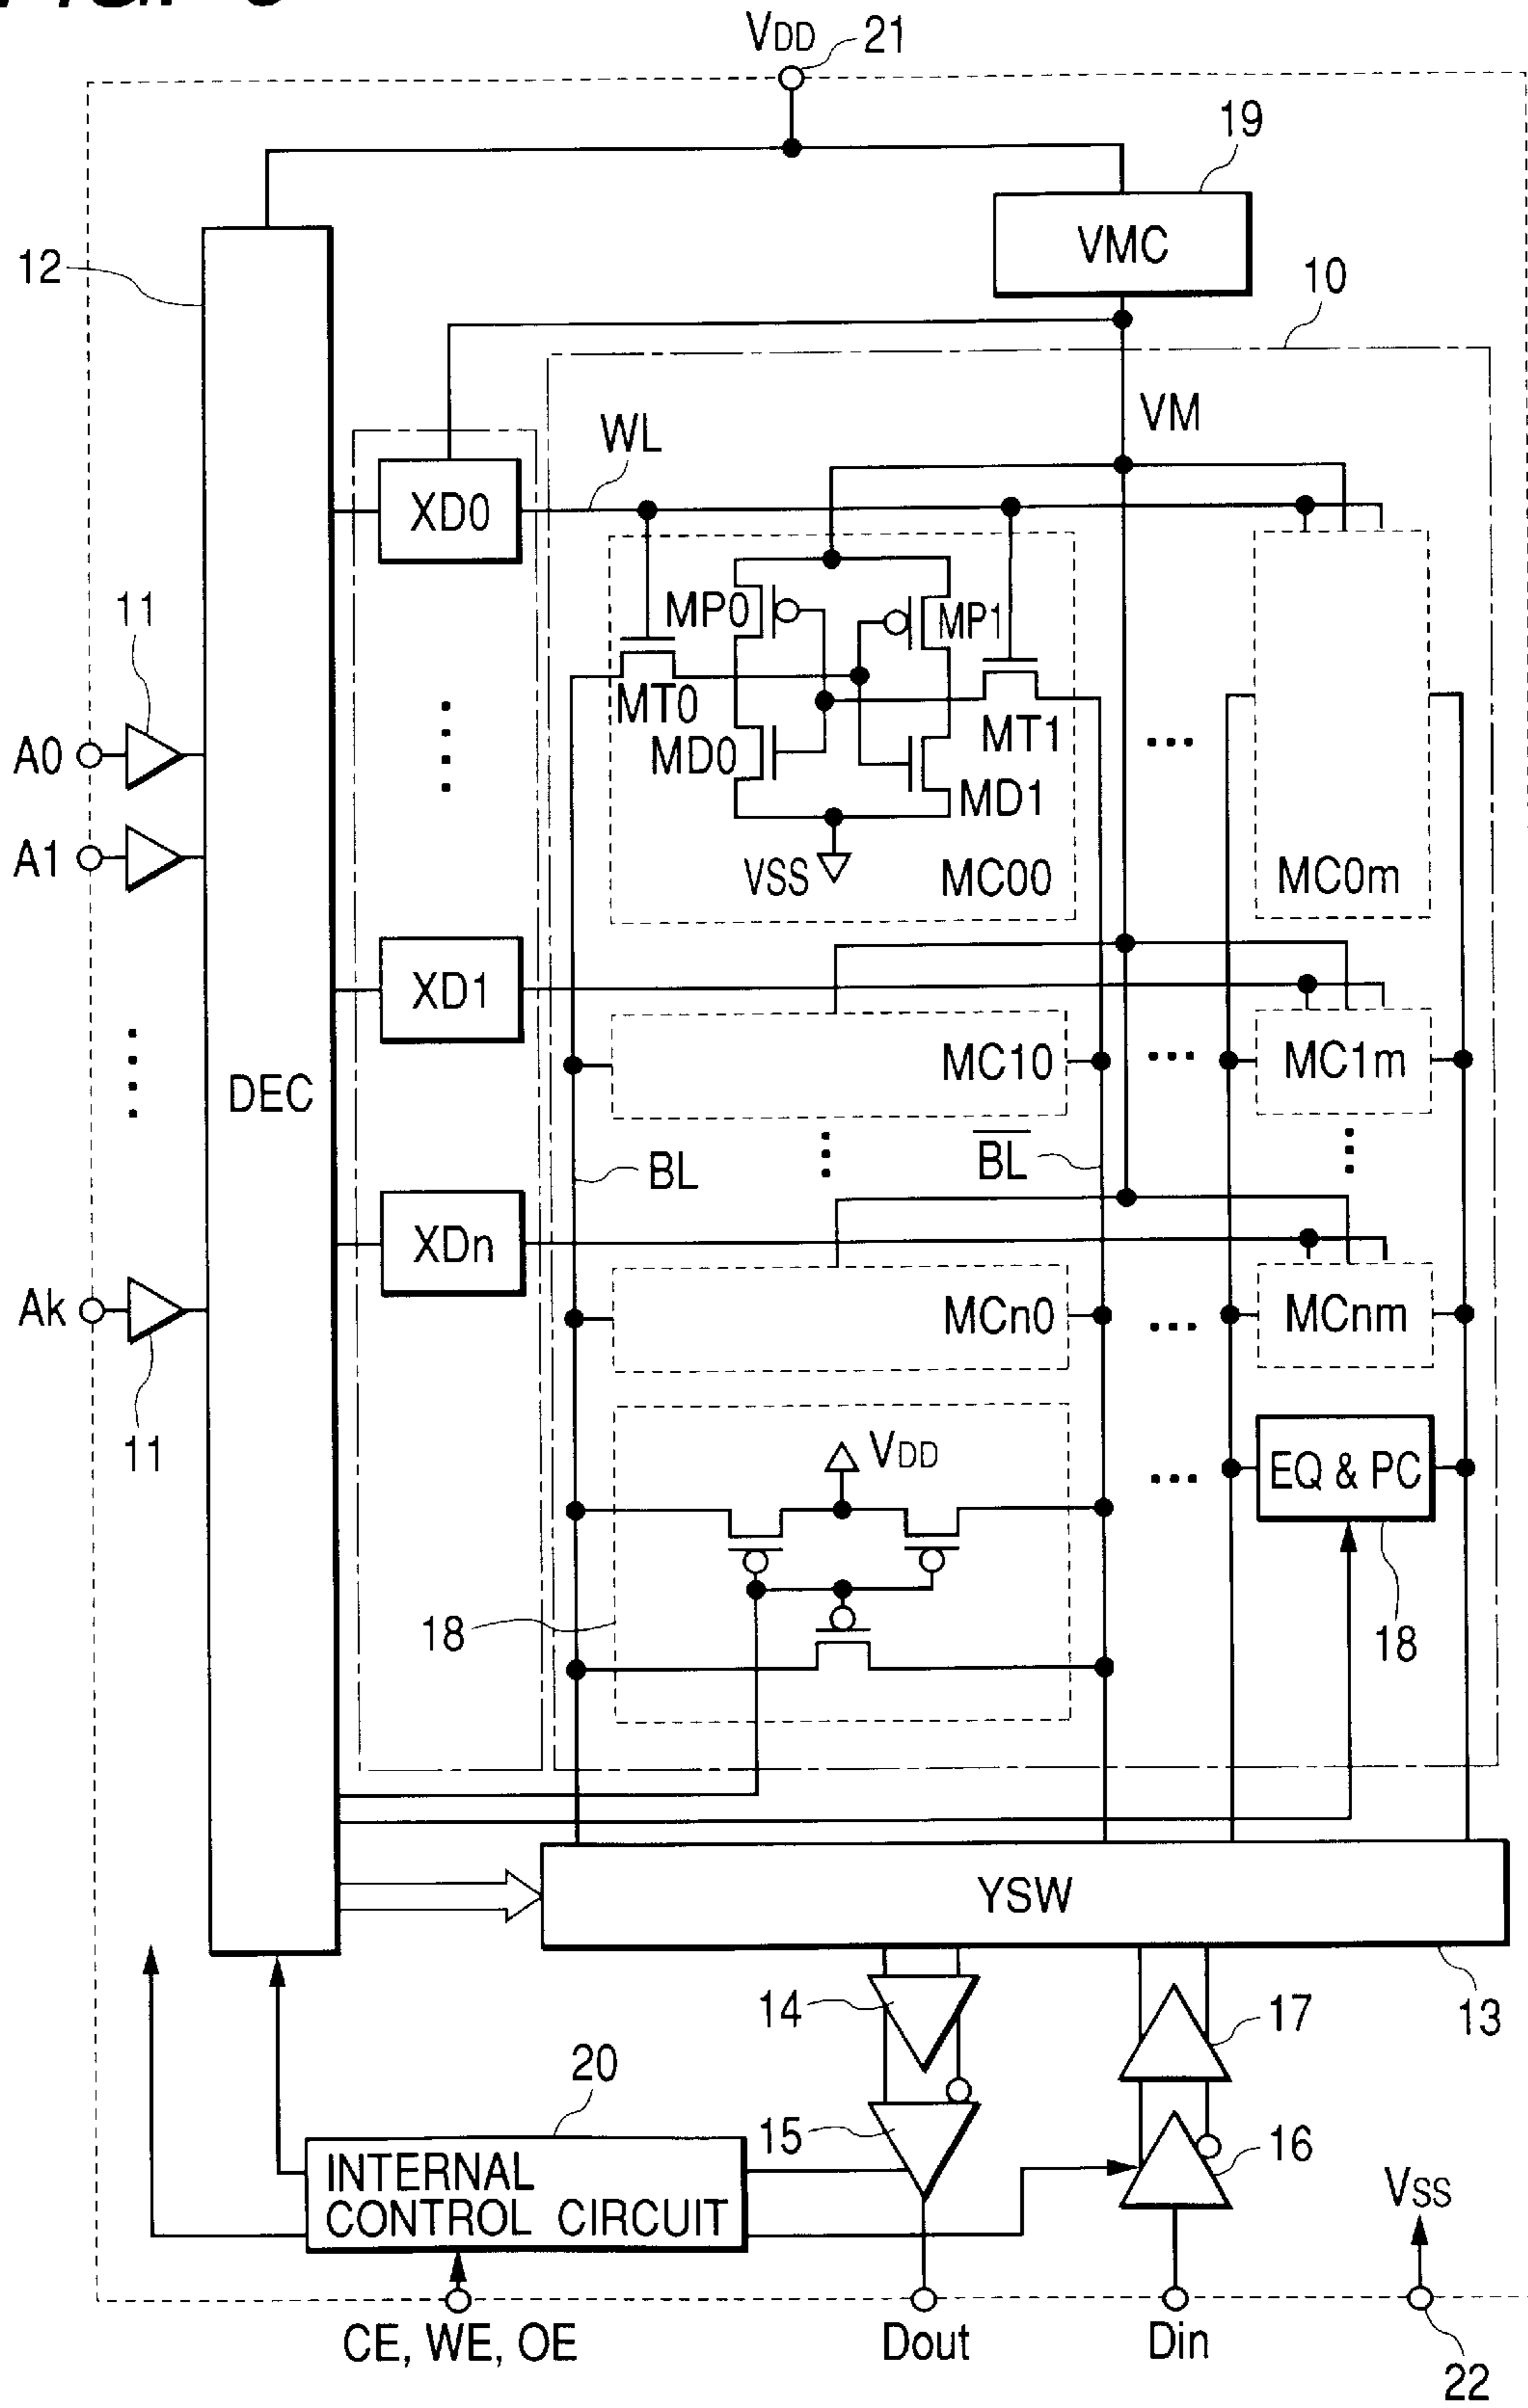 VDD
21
19
VMC
12
10
VM
WL
XD0
11
MP0
MP1
MT0
MT1
A0
MD0
MD1
A1
VSS
MC00
MC0m
XD1
MC10
MC1m
DEC
BL
BL
XDn
Ak
MCn0
MCnm
11
VDD
EQ & PC
18
18
YSW
14
17
13
20
15
16
INTERNAL
CONTROL CIRCUIT
VSS
CE, WE, OE
Dout
Din
22